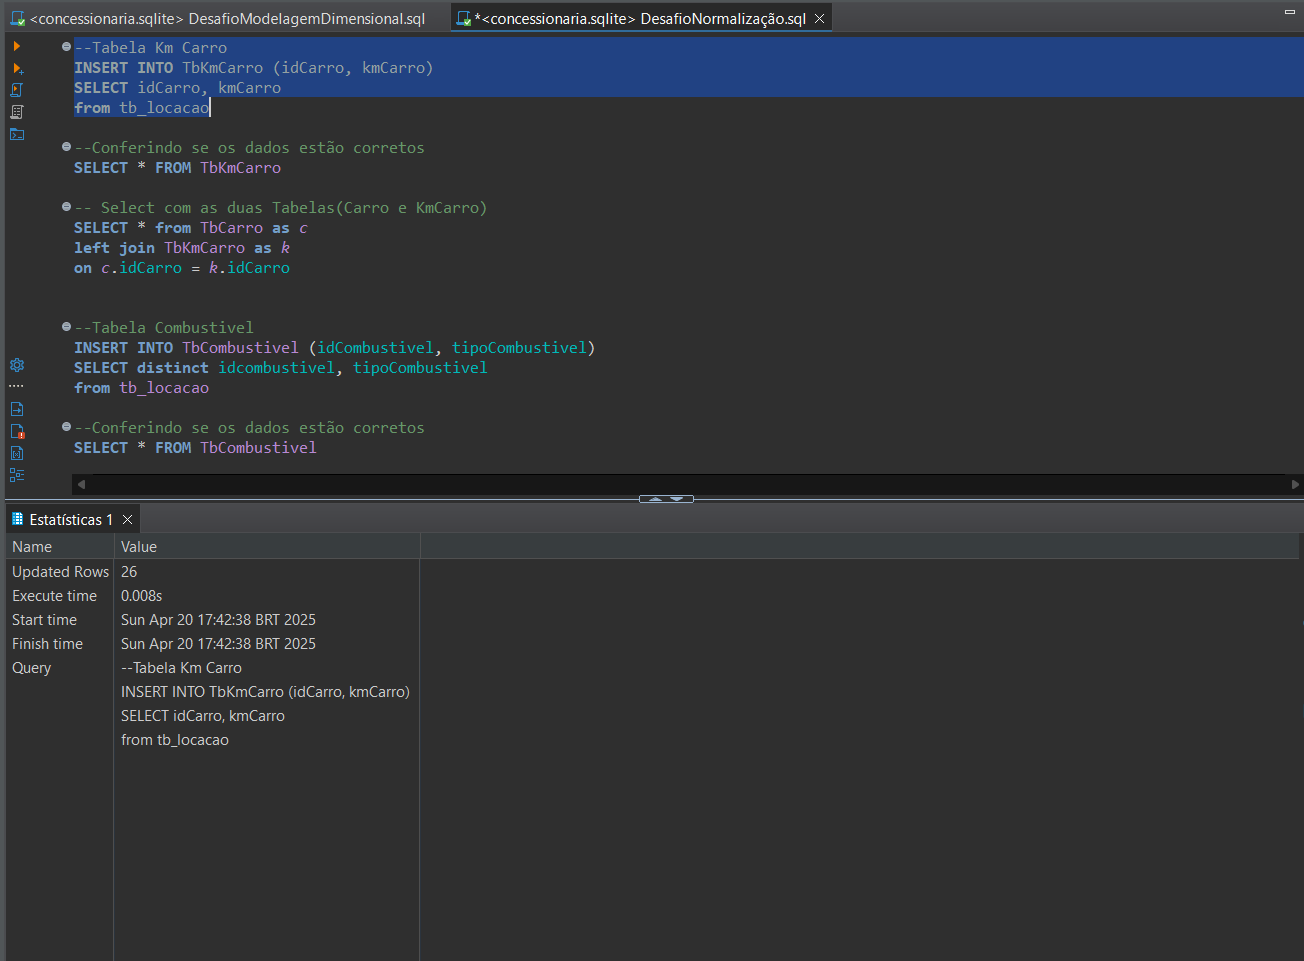 <concessionaria.sqlite> DesafioModelagemDimensional.sql
*<concessionaria.sqlite> DesafioNormalização.sql
--Tabela Km Carro
INSERT INTO TbKmCarro (idCarro, kmCarro)
SELECT idCarro, kmCarro
from tb_locacao
--Conferindo se os dados estão corretos
SELECT * FROM TbKmCarro
-- Select com as duas Tabelas(Carro e KmCarro)
SELECT * from TbCarro as c
left join TbKmCarro as k
on c.idCarro = k.idCarro
--Tabela Combustivel
INSERT INTO TbCombustivel (idCombustivel, tipoCombustivel)
SELECT distinct idcombustivel, tipoCombustivel
from tb_locacao
--Conferindo se os dados estão corretos
SELECT * FROM TbCombustivel
Estatísticas 1
Name Value
Updated Rows 26
Execute time 0.008s
Start time Sun Apr 20 17:42:38 BRT 2025
Finish time Sun Apr 20 17:42:38 BRT 2025
Query --Tabela Km Carro
INSERT INTO TbKmCarro (idCarro, kmCarro)
SELECT idCarro, kmCarro
from tb_locacao